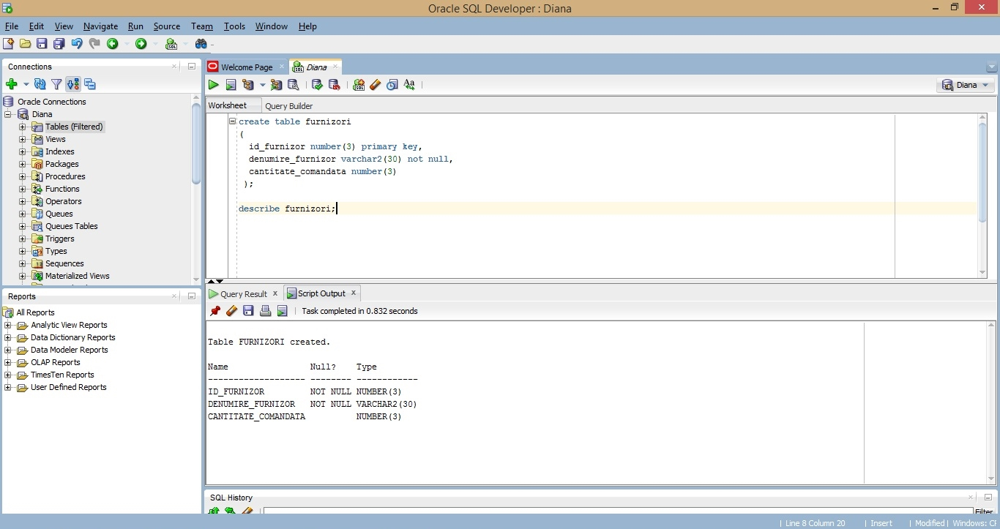 Oracle SQL Developer : Diana
File Edit View Navigate Run Source Team Tools Window Help
Connections
Oracle Connections
Diana
Tables (Filtered)
Views
Indexes
Packages
Procedures
Functions
Operators
Queues
Queues Tables
Triggers
Types
Sequences
Materialized Views
Reports
All Reports
Analytic View Reports
Data Dictionary Reports
Data Modeler Reports
OLAP Reports
TimesTen Reports
User Defined Reports
Welcome Page Diana
Diana
Worksheet Query Builder
create table furnizori
(
id_furnizor number(3) primary key,
denumire_furnizor varchar2(30) not null,
cantitate_comandata number(3)
);
describe furnizori;
Query Result x Script Output x
Task completed in 0.832 seconds
Table FURNIZORI created.
Name Null? Type
------------------- -------- ------------
ID_FURNIZOR NOT NULL NUMBER(3)
DENUMIRE_FURNIZOR NOT NULL VARCHAR2(30)
CANTITATE_COMANDATA NUMBER(3)
SQL History
Filter
| Line 8 Column 20 | Insert | Modified | Windows: